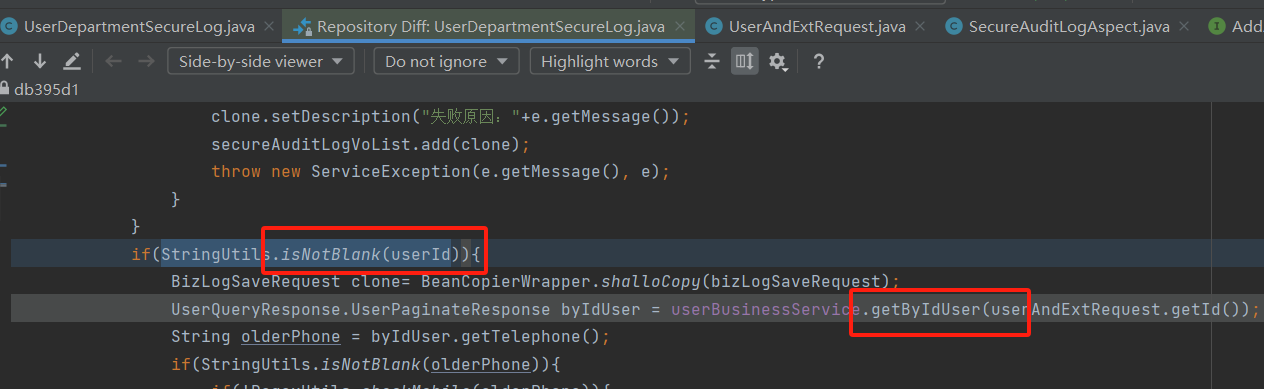 UserDepartmentSecureLog.java × Repository Diff: UserDepartmentSecureLog.java × UserAndExtRequest.java × SecureAuditLogAspect.java × Add
Side-by-side viewer Do not ignore Highlight words ?
db395d1
clone.setDescription("失败原因："+e.getMessage());
secureAuditLogVoList.add(clone);
throw new ServiceException(e.getMessage(), e);
}
}
if(StringUtils.isNotBlank(userId)){
BizLogSaveRequest clone= BeanCopierWrapper.shalloCopy(bizLogSaveRequest);
UserQueryResponse.UserPaginateResponse byIdUser = userBusinessService.getByIdUser(userAndExtRequest.getId());
String olderPhone = byIdUser.getTelephone();
if(StringUtils.isNotBlank(olderPhone)){